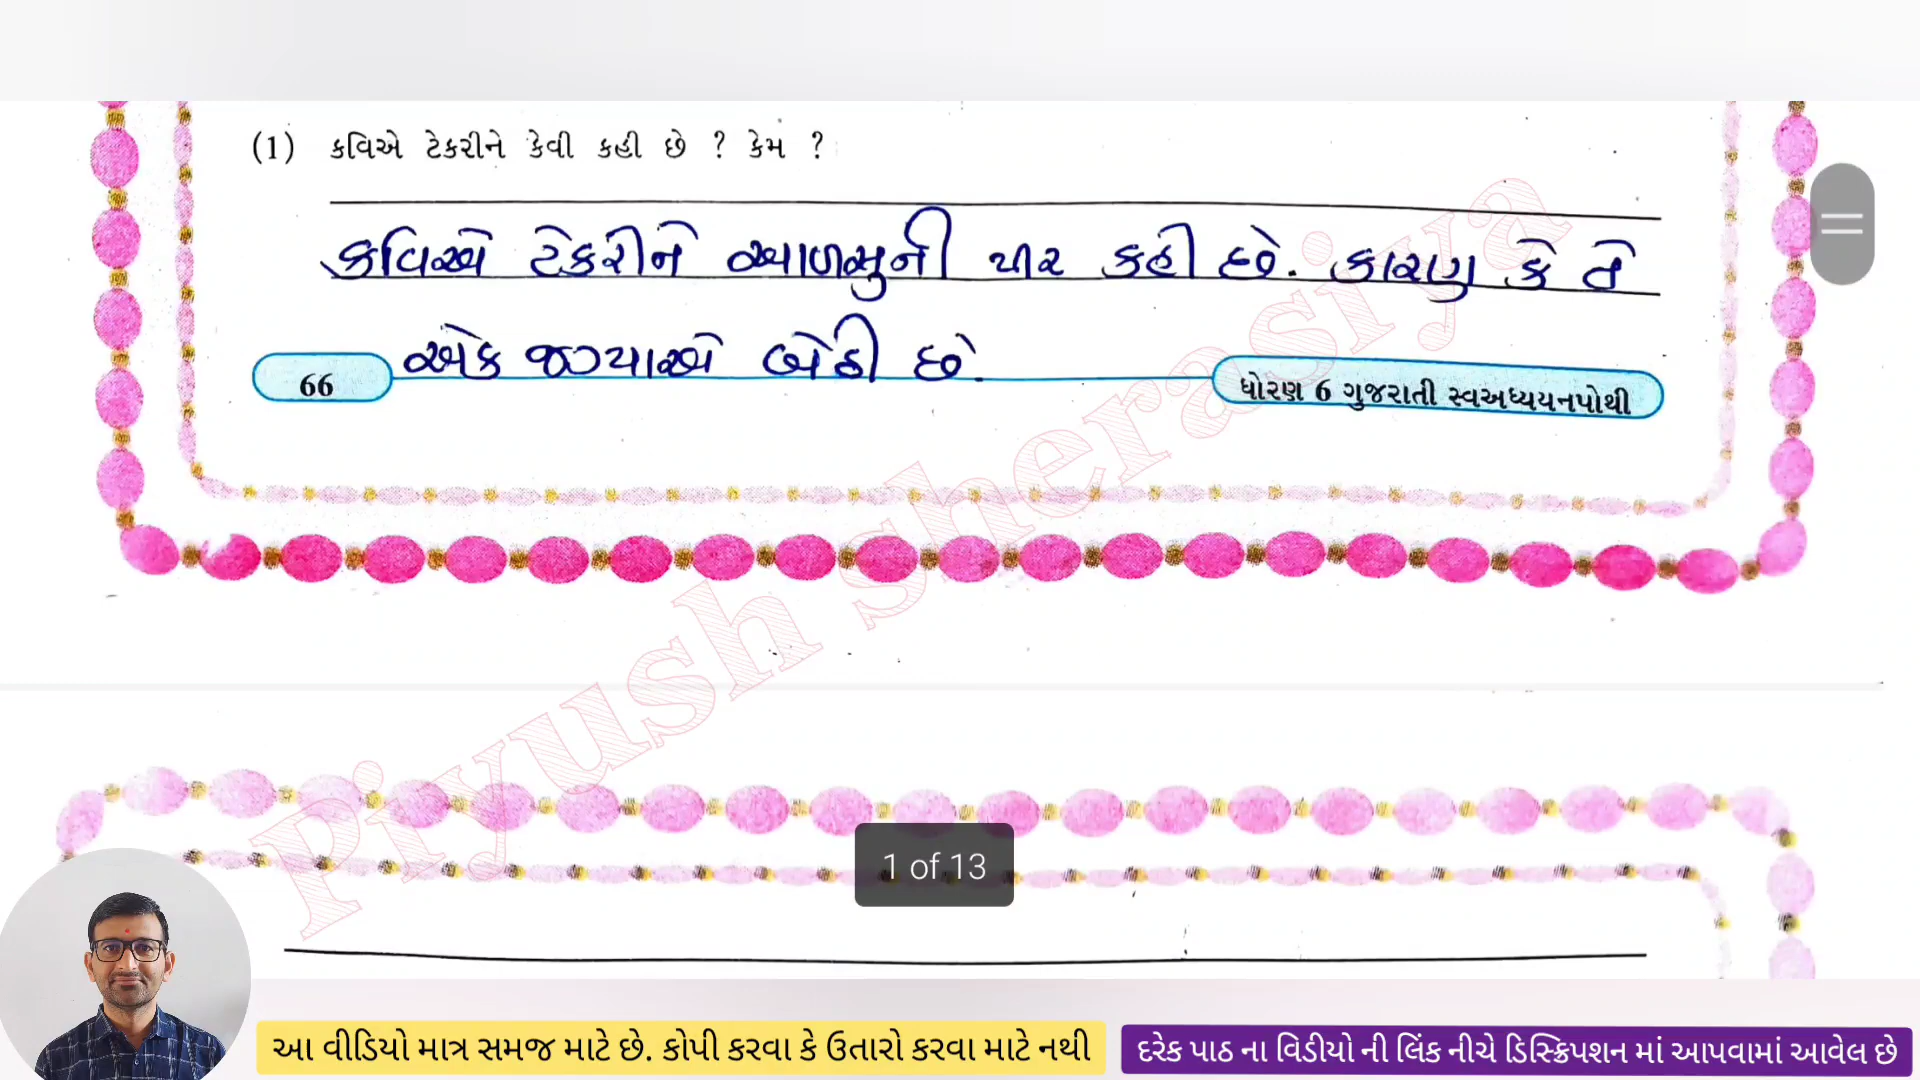 (1) કવિએ ટેકરીને કેવી કહી છે ? કેમ ?
કવિએ ટેકરીને આળસુની પીર કહી છે. કારણ કે તે
એક જગ્યાએ બેઠી છે.
66
ધોરણ 6 ગુજરાતી સ્વઅધ્યયનપોથી
Piyush sherasiya
1 of 13
આ વીડિયો માત્ર સમજ માટે છે. કોપી કરવા કે ઉતારો કરવા માટે નથી
દરેક પાઠ ના વિડીયો ની લિંક નીચે ડિસ્ક્રિપશન માં આપવામાં આવેલ છે